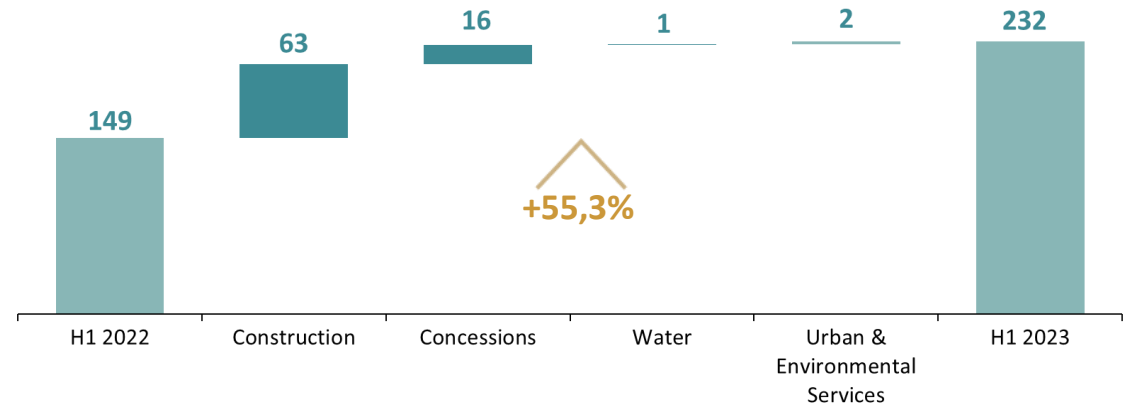 149
63
16
1
2
232
+55,3%
H1 2022
Construction
Concessions
Water
Urban &
Environmental
Services
H1 2023